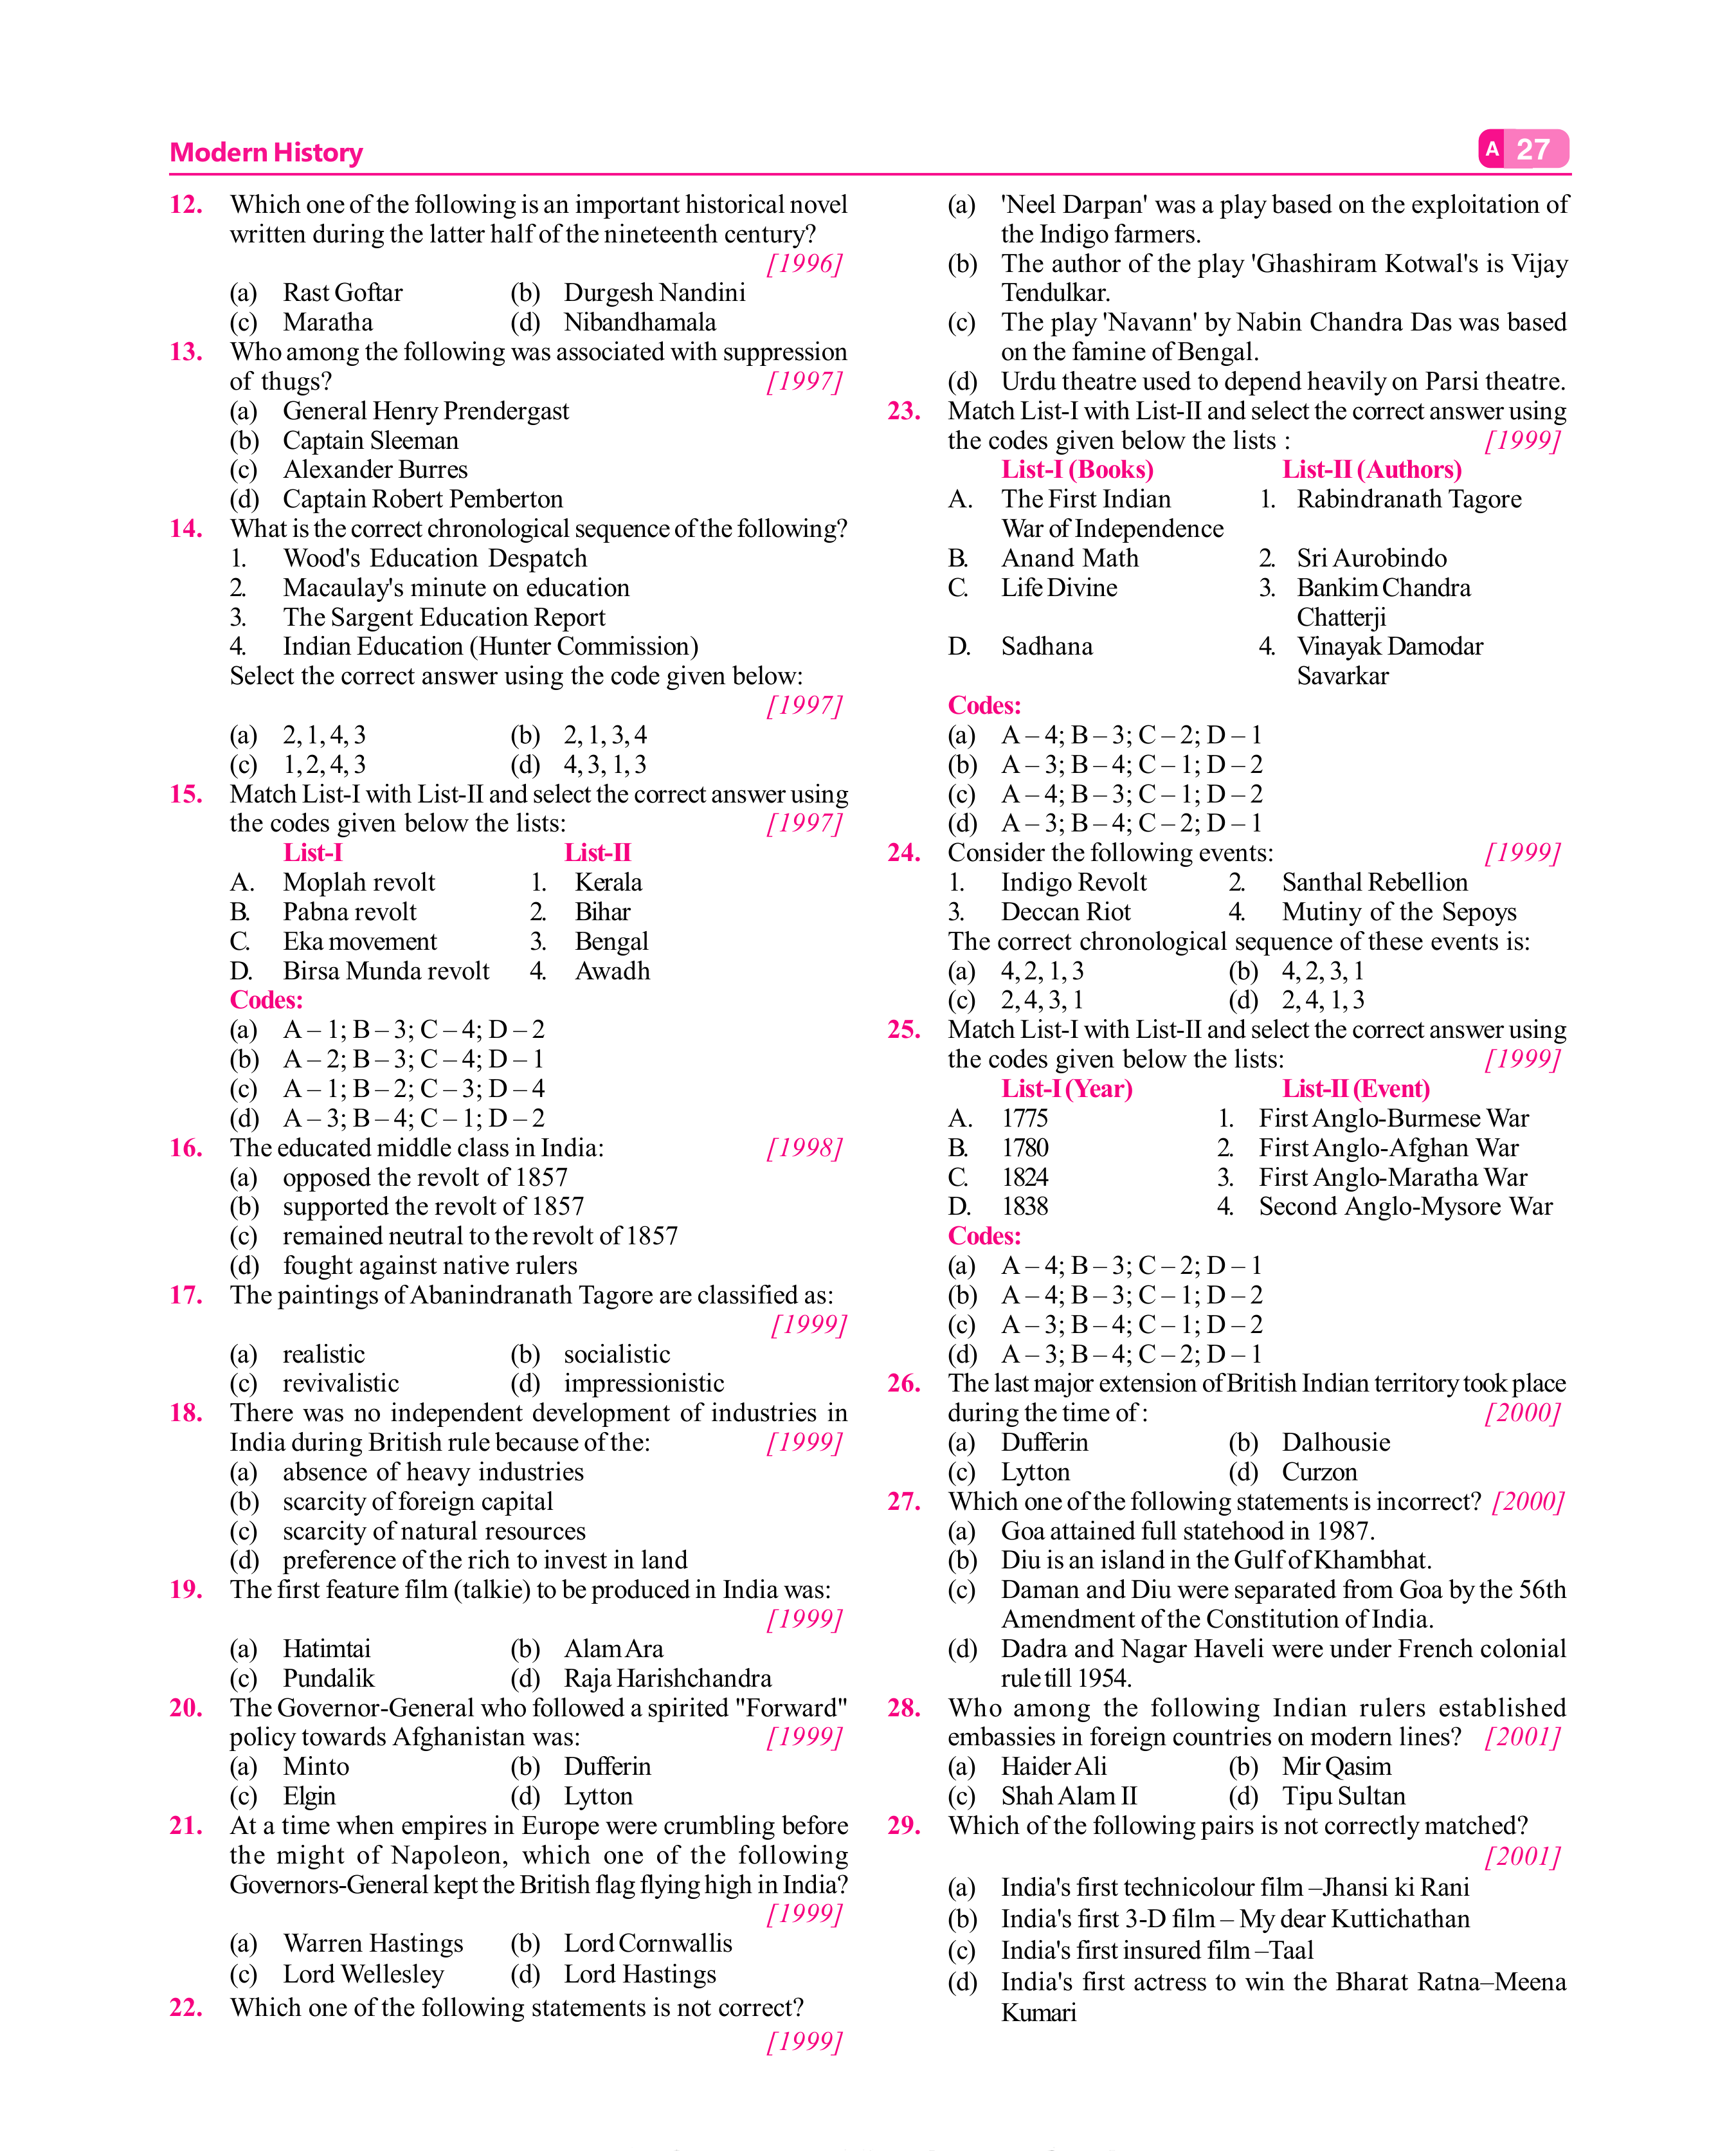 Modern History
A 27
12. Which one of the following is an important historical novel
written during the latter half of the nineteenth century?
[1996]
(a) Rast Goftar (b) Durgesh Nandini
(c) Maratha (d) Nibandhamala
13. Who among the following was associated with suppression
of thugs? [1997]
(a) General Henry Prendergast
(b) Captain Sleeman
(c) Alexander Burres
(d) Captain Robert Pemberton
14. What is the correct chronological sequence of the following?
1. Wood's Education Despatch
2. Macaulay's minute on education
3. The Sargent Education Report
4. Indian Education (Hunter Commission)
Select the correct answer using the code given below:
[1997]
(a) 2, 1, 4, 3 (b) 2, 1, 3, 4
(c) 1, 2, 4, 3 (d) 4, 3, 1, 3
15. Match List-I with List-II and select the correct answer using
the codes given below the lists: [1997]
List-I List-II
A. Moplah revolt 1. Kerala
B. Pabna revolt 2. Bihar
C. Eka movement 3. Bengal
D. Birsa Munda revolt 4. Awadh
Codes:
(a) A – 1; B – 3; C – 4; D – 2
(b) A – 2; B – 3; C – 4; D – 1
(c) A – 1; B – 2; C – 3; D – 4
(d) A – 3; B – 4; C – 1; D – 2
16. The educated middle class in India: [1998]
(a) opposed the revolt of 1857
(b) supported the revolt of 1857
(c) remained neutral to the revolt of 1857
(d) fought against native rulers
17. The paintings of Abanindranath Tagore are classified as:
[1999]
(a) realistic (b) socialistic
(c) revivalistic (d) impressionistic
18. There was no independent development of industries in
India during British rule because of the: [1999]
(a) absence of heavy industries
(b) scarcity of foreign capital
(c) scarcity of natural resources
(d) preference of the rich to invest in land
19. The first feature film (talkie) to be produced in India was:
[1999]
(a) Hatimtai (b) Alam Ara
(c) Pundalik (d) Raja Harishchandra
20. The Governor-General who followed a spirited "Forward"
policy towards Afghanistan was: [1999]
(a) Minto (b) Dufferin
(c) Elgin (d) Lytton
21. At a time when empires in Europe were crumbling before
the might of Napoleon, which one of the following
Governors-General kept the British flag flying high in India?
[1999]
(a) Warren Hastings (b) Lord Cornwallis
(c) Lord Wellesley (d) Lord Hastings
22. Which one of the following statements is not correct?
[1999]
(a) 'Neel Darpan' was a play based on the exploitation of
the Indigo farmers.
(b) The author of the play 'Ghashiram Kotwal's is Vijay
Tendulkar.
(c) The play 'Navann' by Nabin Chandra Das was based
on the famine of Bengal.
(d) Urdu theatre used to depend heavily on Parsi theatre.
23. Match List-I with List-II and select the correct answer using
the codes given below the lists : [1999]
List-I (Books) List-II (Authors)
A. The First Indian 1. Rabindranath Tagore
War of Independence
B. Anand Math 2. Sri Aurobindo
C. Life Divine 3. Bankim Chandra
Chatterji
D. Sadhana 4. Vinayak Damodar
Savarkar
Codes:
(a) A – 4; B – 3; C – 2; D – 1
(b) A – 3; B – 4; C – 1; D – 2
(c) A – 4; B – 3; C – 1; D – 2
(d) A – 3; B – 4; C – 2; D – 1
24. Consider the following events: [1999]
1. Indigo Revolt 2. Santhal Rebellion
3. Deccan Riot 4. Mutiny of the Sepoys
The correct chronological sequence of these events is:
(a) 4, 2, 1, 3 (b) 4, 2, 3, 1
(c) 2, 4, 3, 1 (d) 2, 4, 1, 3
25. Match List-I with List-II and select the correct answer using
the codes given below the lists: [1999]
List-I (Year) List-II (Event)
A. 1775 1. First Anglo-Burmese War
B. 1780 2. First Anglo-Afghan War
C. 1824 3. First Anglo-Maratha War
D. 1838 4. Second Anglo-Mysore War
Codes:
(a) A – 4; B – 3; C – 2; D – 1
(b) A – 4; B – 3; C – 1; D – 2
(c) A – 3; B – 4; C – 1; D – 2
(d) A – 3; B – 4; C – 2; D – 1
26. The last major extension of British Indian territory took place
during the time of : [2000]
(a) Dufferin (b) Dalhousie
(c) Lytton (d) Curzon
27. Which one of the following statements is incorrect? [2000]
(a) Goa attained full statehood in 1987.
(b) Diu is an island in the Gulf of Khambhat.
(c) Daman and Diu were separated from Goa by the 56th
Amendment of the Constitution of India.
(d) Dadra and Nagar Haveli were under French colonial
rule till 1954.
28. Who among the following Indian rulers established
embassies in foreign countries on modern lines? [2001]
(a) Haider Ali (b) Mir Qasim
(c) Shah Alam II (d) Tipu Sultan
29. Which of the following pairs is not correctly matched?
[2001]
(a) India's first technicolour film –Jhansi ki Rani
(b) India's first 3-D film – My dear Kuttichathan
(c) India's first insured film –Taal
(d) India's first actress to win the Bharat Ratna–Meena
Kumari